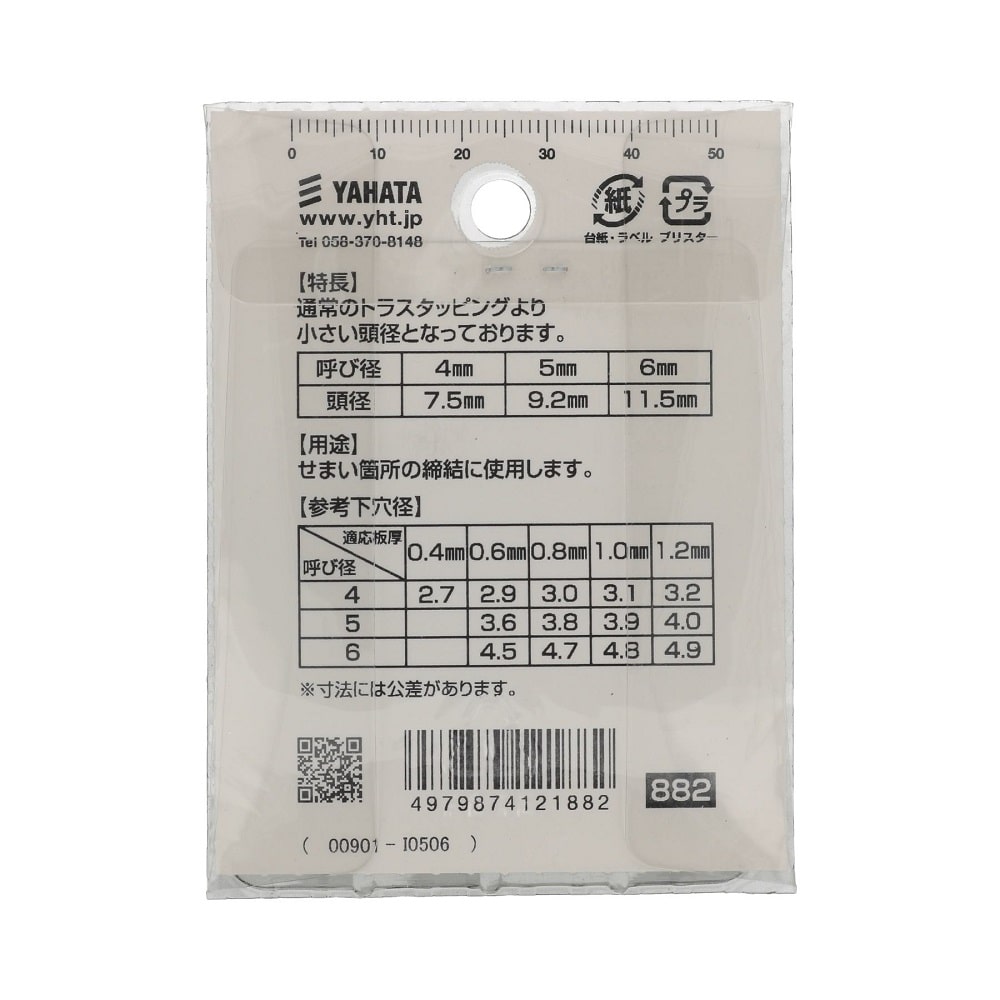 0 10 20 30 40 50
YAHATA
www.yht.jp
Tel 058-370-8148
紙 プラ
台紙・ラベル ブリスター
【特長】
通常のトラスタッピングより
小さい頭径となっております。
呼び径 4㎜ 5㎜ 6㎜
頭径 7.5㎜ 9.2㎜ 11.5㎜
【用途】
せまい箇所の締結に使用します。
【参考下穴径】
適応板厚 0.4㎜ 0.6㎜ 0.8㎜ 1.0㎜ 1.2㎜
呼び径
4 2.7 2.9 3.0 3.1 3.2
5 3.6 3.8 3.9 4.0
6 4.5 4.7 4.8 4.9
※寸法には公差があります。
4979874121882
882
( 00901-I0506 )